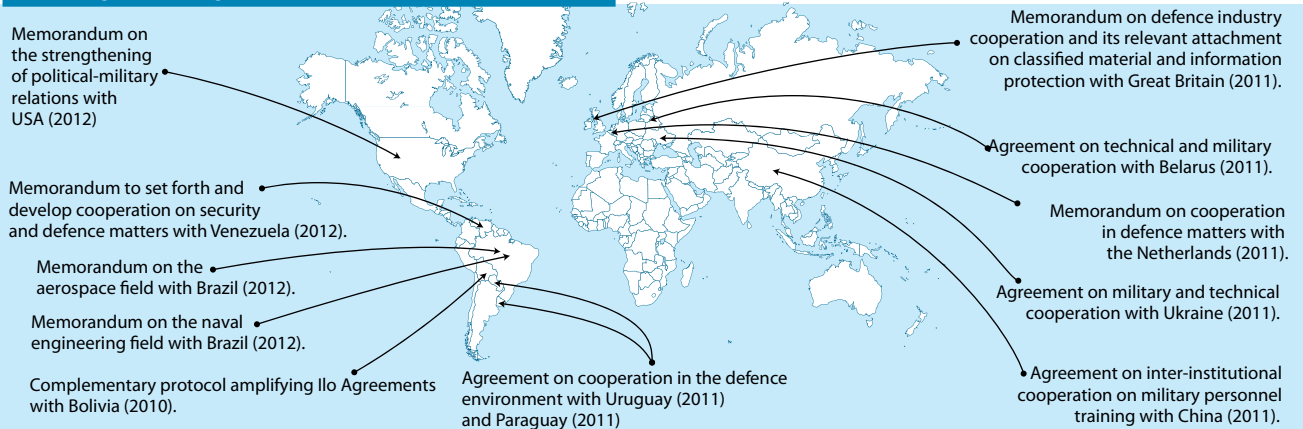 Memorandum on
the strengthening
of political-military
relations with
USA (2012)
Memorandum to set forth and
develop cooperation on security
and defence matters with Venezuela (2012).
Memorandum on the
aerospace field with Brazil (2012).
Memorandum on the naval
engineering field with Brazil (2012).
Complementary protocol amplifying Ilo Agreements
with Bolivia (2010).
Agreement on cooperation in the defence
environment with Uruguay (2011)
and Paraguay (2011)
Memorandum on defence industry
cooperation and its relevant attachment
on classified material and information
protection with Great Britain (2011).
Agreement on technical and military
cooperation with Belarus (2011).
Memorandum on cooperation
in defence matters with
the Netherlands (2011).
Agreement on military and technical
cooperation with Ukraine (2011).
Agreement on inter-institutional
cooperation on military personnel
training with China (2011).